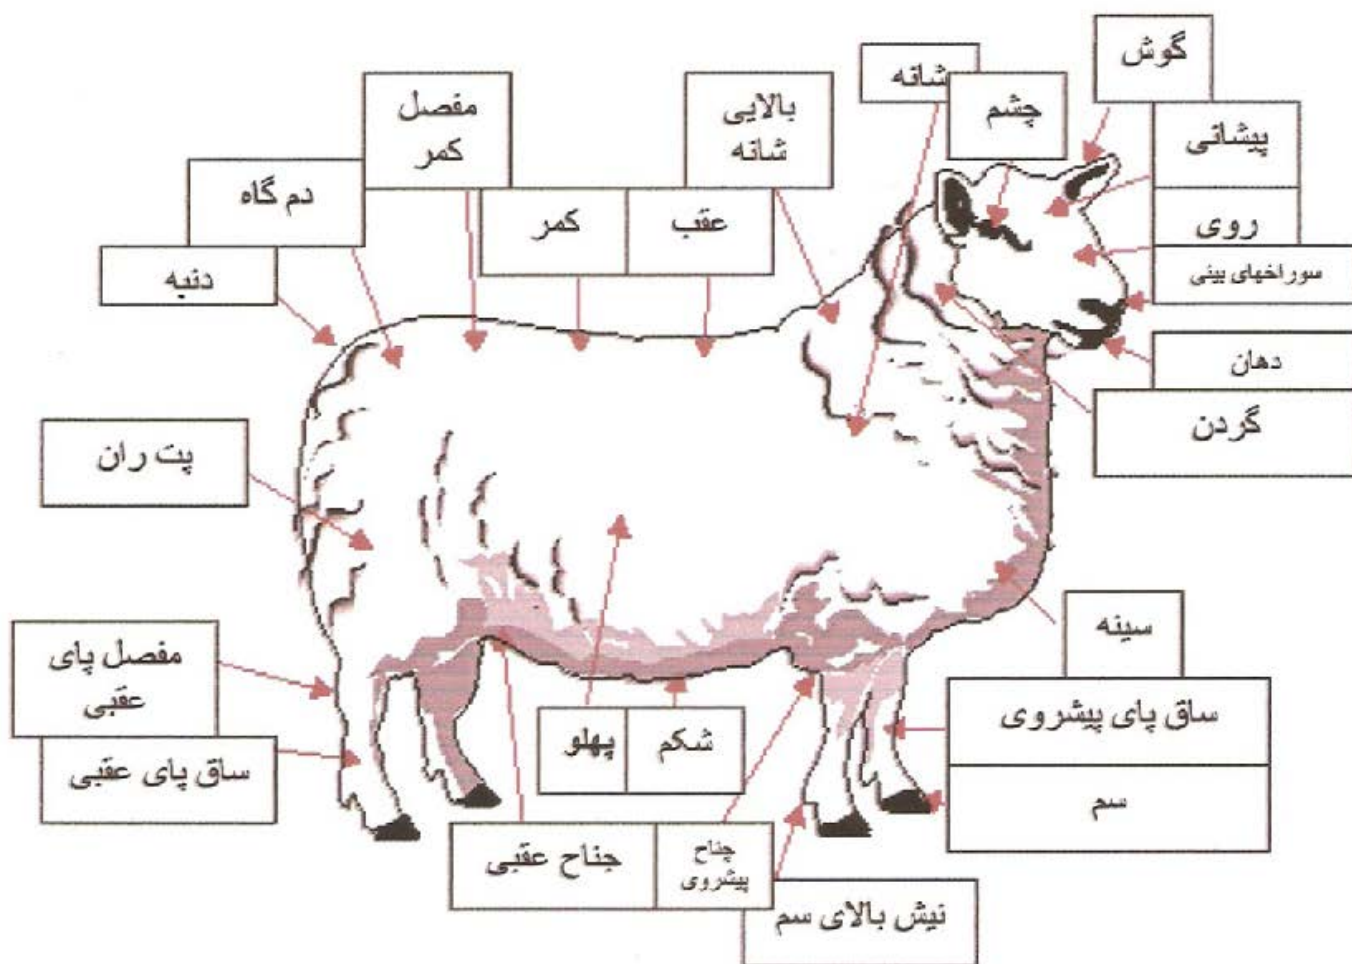 گوش
شانه
چشم
بالایی
شانه
مفصل
کمر
پیشانی
دم گاه
روی
عقب
کمر
سوراخهای بینی
دنبه
دهان
گردن
پت ران
سینه
مفصل پای
عقبی
ساق پای پیشروی
شکم
پهلو
ساق پای عقبی
سم
جناح
پیشروی
جناح عقبی
نیش بالای سم